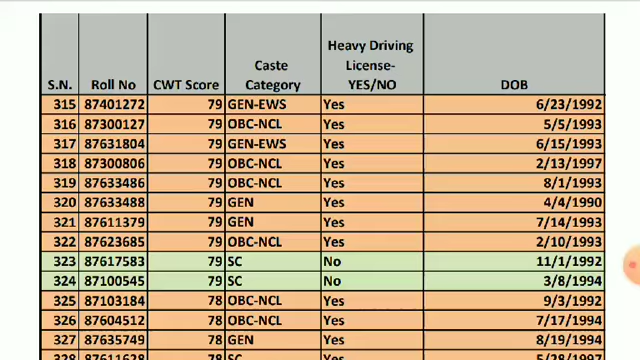 S.N. Roll No CWT Score Caste Category Heavy Driving License- YES/NO DOB
315 87401272 79 GEN-EWS Yes 6/23/1992
316 87300127 79 OBC-NCL Yes 5/5/1993
317 87631804 79 GEN-EWS Yes 6/15/1993
318 87300806 79 OBC-NCL Yes 2/13/1997
319 87633486 79 OBC-NCL Yes 8/1/1993
320 87633488 79 GEN Yes 4/4/1990
321 87611379 79 GEN Yes 7/14/1993
322 87623685 79 OBC-NCL Yes 2/10/1993
323 87617583 79 SC No 11/1/1992
324 87100545 79 SC No 3/8/1994
325 87103184 78 OBC-NCL Yes 9/3/1992
326 87604512 78 OBC-NCL Yes 7/17/1994
327 87635749 78 GEN Yes 8/19/1994
328 87611628 78 SC Yes